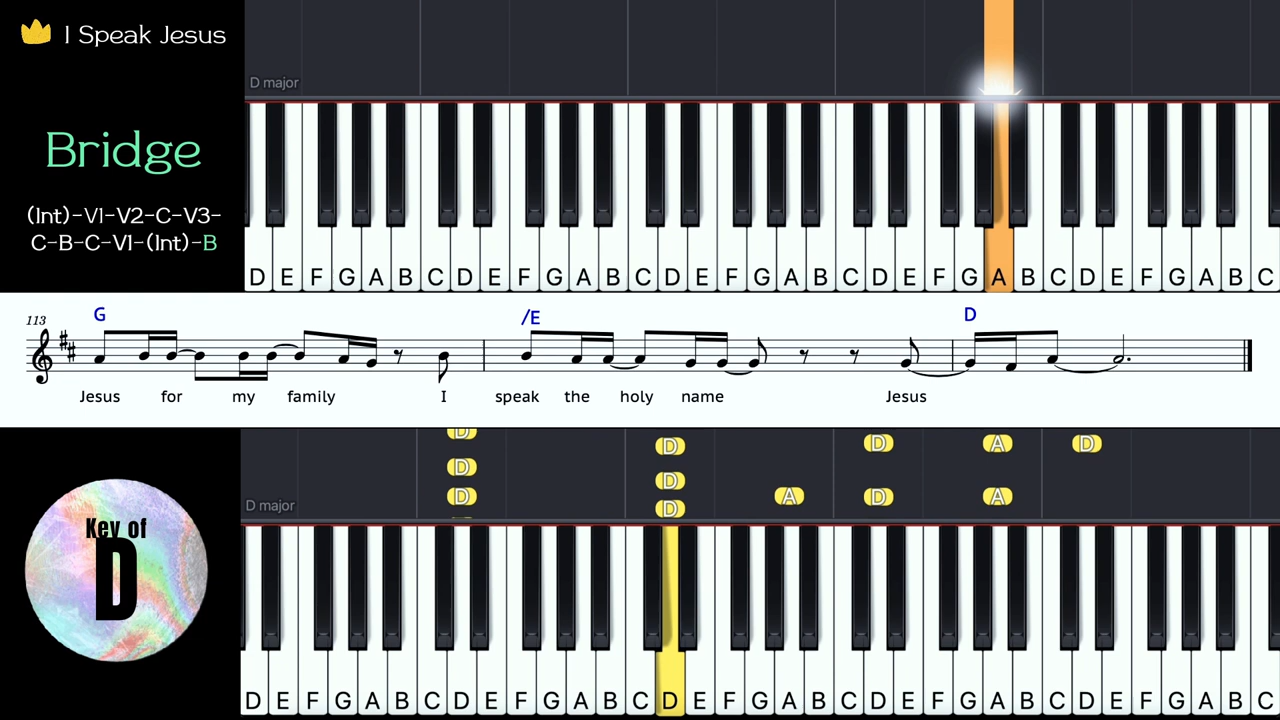 I Speak Jesus
Bridge
(Int)-V1-V2-C-V3-
C-B-C-V1-(Int)-B
D major
D E F G A B C D E F G A B C D E F G A B C D E F G A B C D E F G A B C
113
G /E D
Jesus for my family I speak the holy name Jesus
D
D D D A D
D
D A D A
D
D major
Key of
D
D E F G A B C D E F G A B C D E F G A B C D E F G A B C D E F G A B C